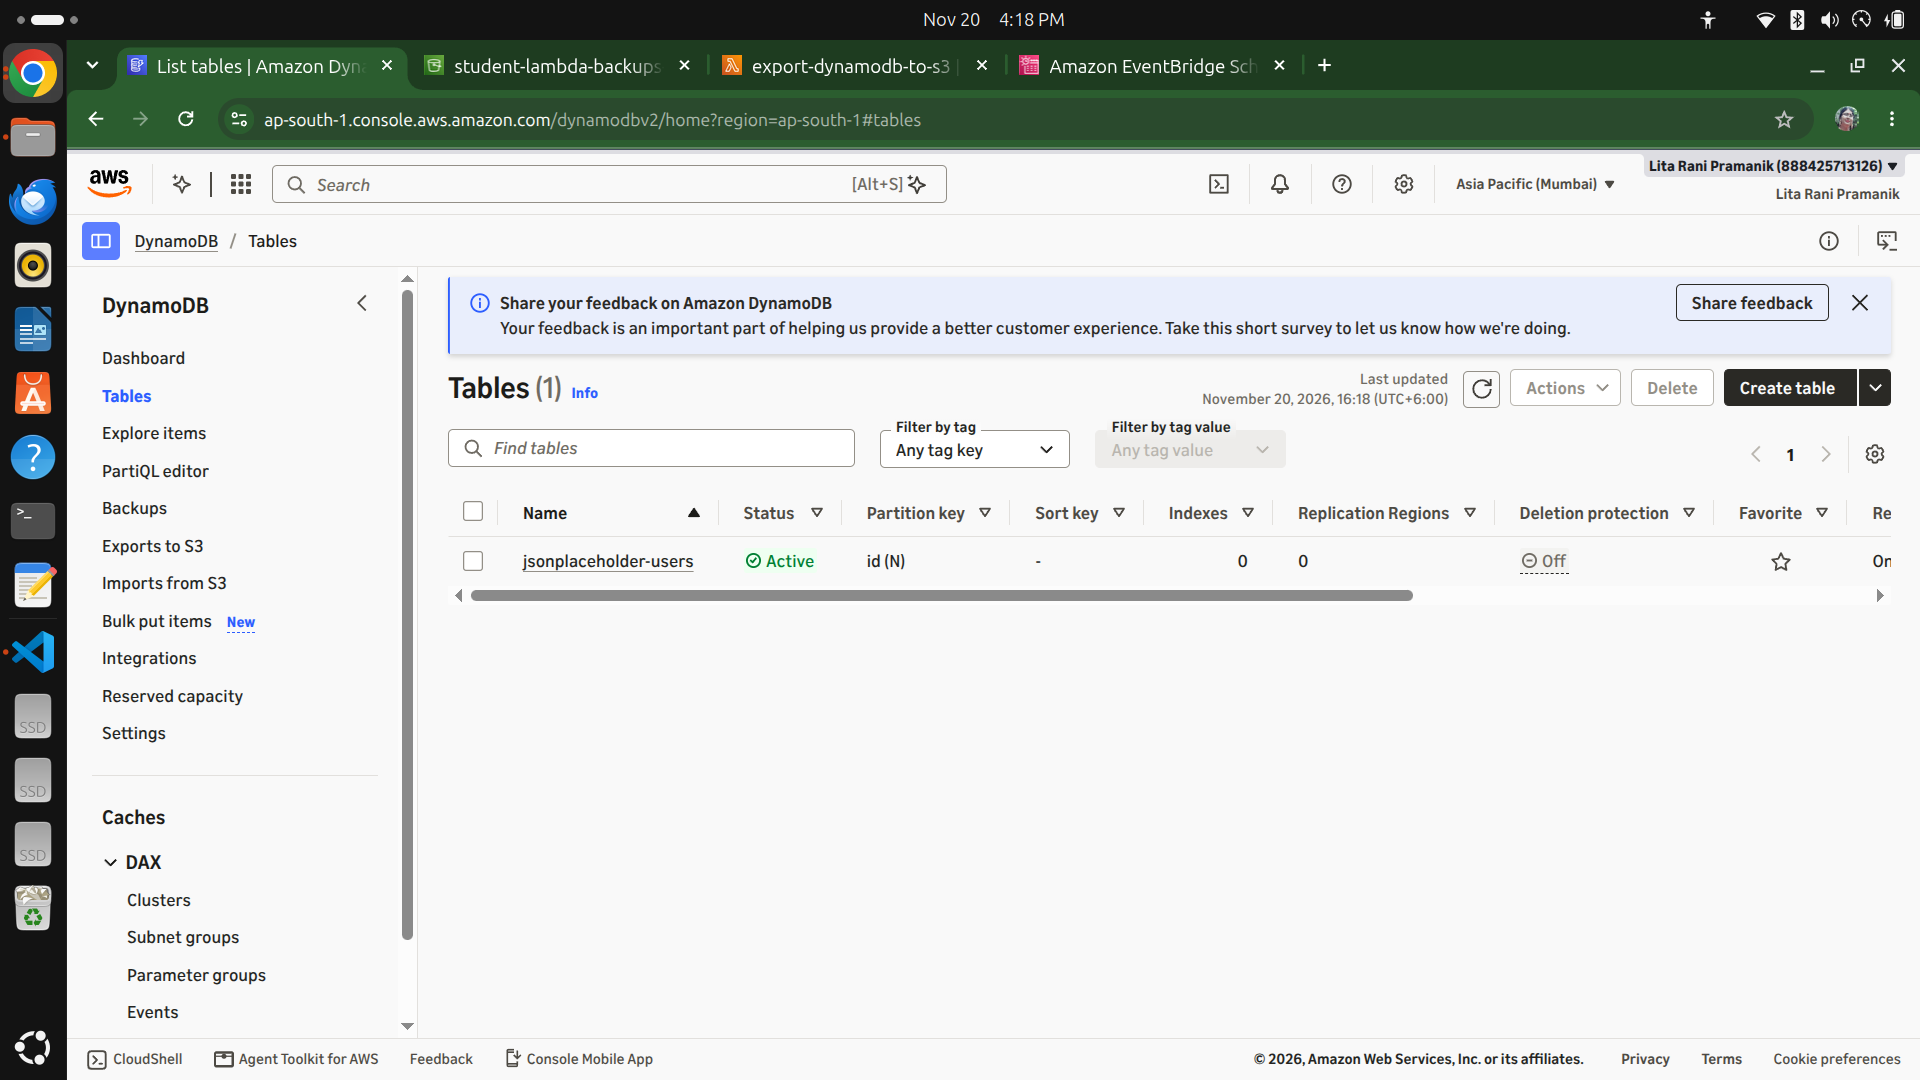 Nov 20 4:18 PM
List tables | Amazon Dyna
student-lambda-backups
export-dynamodb-to-s3 |
Amazon EventBridge Sch
ap-south-1.console.aws.amazon.com/dynamodbv2/home?region=ap-south-1#tables
aws
Search
[Alt+S]
Asia Pacific (Mumbai)
Lita Rani Pramanik (888425713126)
Lita Rani Pramanik
DynamoDB / Tables
DynamoDB
Dashboard
Tables
Explore items
PartiQL editor
Backups
Exports to S3
Imports from S3
Bulk put items New
Integrations
Reserved capacity
Settings
Caches
DAX
Clusters
Subnet groups
Parameter groups
Events
Share your feedback on Amazon DynamoDB
Your feedback is an important part of helping us provide a better customer experience. Take this short survey to let us know how we're doing.
Share feedback
Tables (1) Info
Last updated
November 20, 2026, 16:18 (UTC+6:00)
Actions
Delete
Create table
Find tables
Filter by tag
Any tag key
Filter by tag value
Any tag value
1
Name Status Partition key Sort key Indexes Replication Regions Deletion protection Favorite Re
jsonplaceholder-users Active id (N) - 0 0 Off On
SSD
SSD
SSD
CloudShell Agent Toolkit for AWS Feedback Console Mobile App
© 2026, Amazon Web Services, Inc. or its affiliates. Privacy Terms Cookie preferences